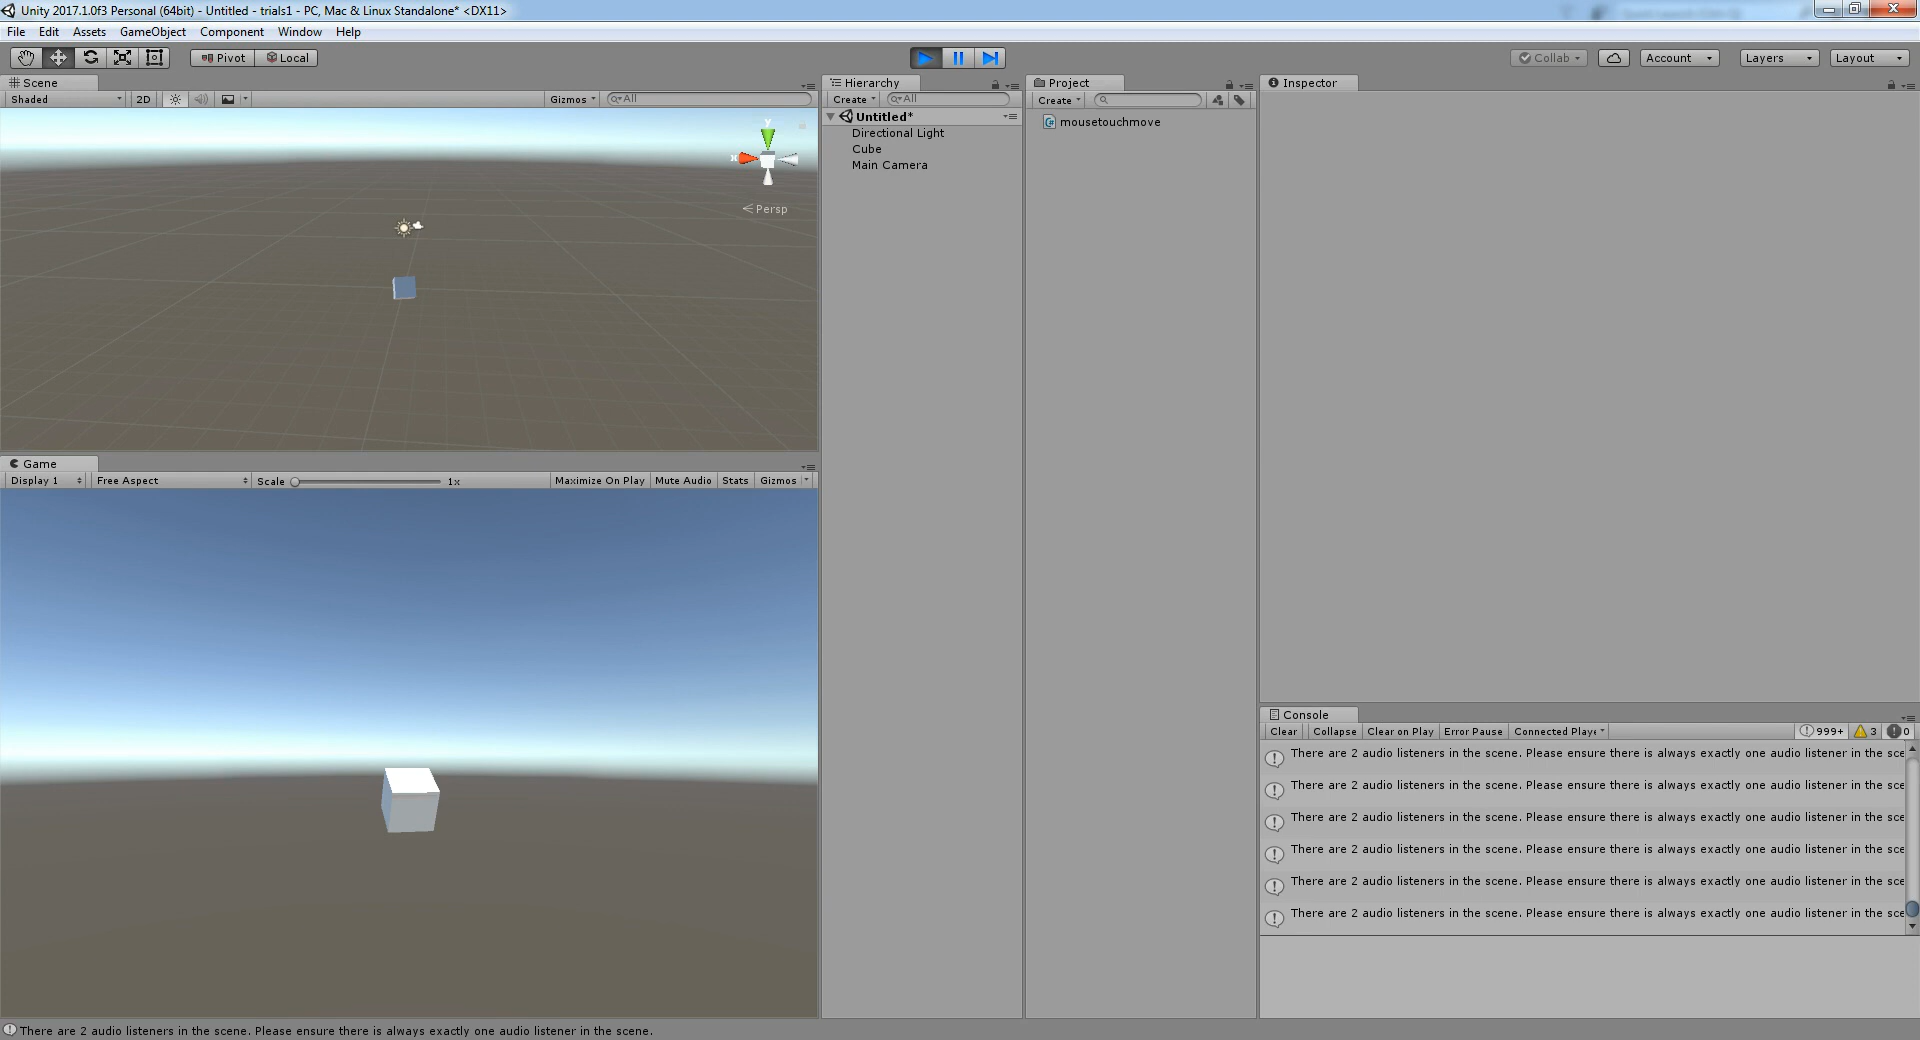 Unity 2017.1.0f3 Personal (64bit) - Untitled - trials1 - PC, Mac & Linux Standalone* <DX11>
File Edit Assets GameObject Component Window Help
Pivot Local Collab Account Layers Layout
Scene
Shaded 2D Gizmos All
y
x
Persp
Game
Display 1 Free Aspect Scale 1x Maximize On Play Mute Audio Stats Gizmos
Hierarchy
Create All
Untitled*
Directional Light
Cube
Main Camera
Project
Create
mousetouchmove
Inspector
Console
Clear Collapse Clear on Play Error Pause Connected Playe 999+ 3 0
There are 2 audio listeners in the scene. Please ensure there is always exactly one audio listener in the sce
There are 2 audio listeners in the scene. Please ensure there is always exactly one audio listener in the sce
There are 2 audio listeners in the scene. Please ensure there is always exactly one audio listener in the sce
There are 2 audio listeners in the scene. Please ensure there is always exactly one audio listener in the sce
There are 2 audio listeners in the scene. Please ensure there is always exactly one audio listener in the sce
There are 2 audio listeners in the scene. Please ensure there is always exactly one audio listener in the sce
There are 2 audio listeners in the scene. Please ensure there is always exactly one audio listener in the scene.